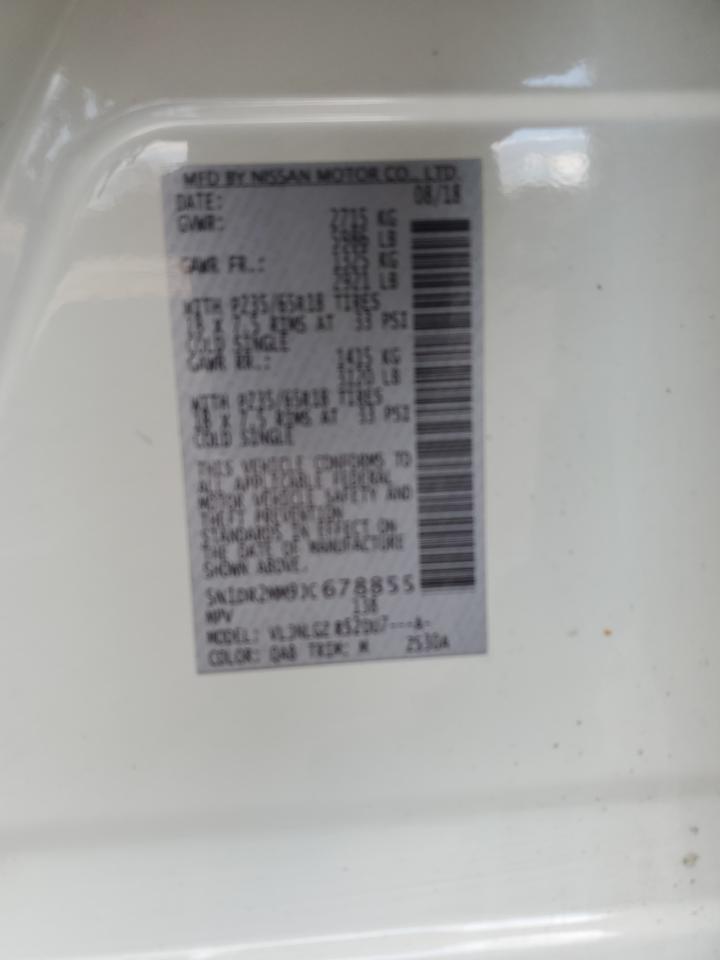 MFD BY NISSAN MOTOR CO., LTD
DATE: 08/18
GVWR: 2715 KG
5986 LB
GAWR FR.: 1325 KG
2921 LB
WITH P235/65R18 TIRES
18 X 7.5 RIMS AT 33 PSI
COLD SINGLE
GAWR RR.: 1415 KG
3120 LB
WITH P235/65R18 TIRES
18 X 7.5 RIMS AT 33 PSI
COLD SINGLE
THIS VEHICLE CONFORMS TO
ALL APPLICABLE FEDERAL
MOTOR VEHICLE SAFETY AND
THEFT PREVENTION
STANDARDS IN EFFECT ON
THE DATE OF MANUFACTURE
SHOWN ABOVE.
5N1DR2MM9JC678855
MPV 138
MODEL:
COLOR: QAB TRIM: 2530A